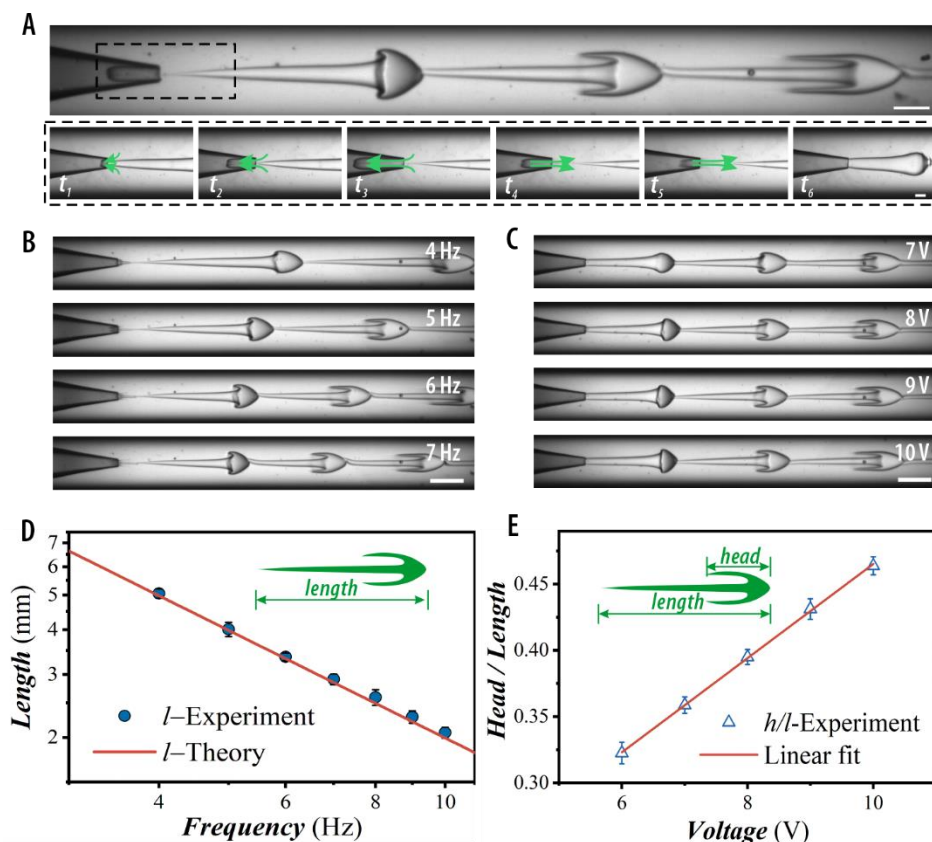 A
t1
t2
t3
t4
t5
t6
B
4 Hz
5 Hz
6 Hz
7 Hz
C
7 V
8 V
9 V
10 V
D
7
6
5
4
3
2
Length (mm)
length
l–Experiment
l–Theory
4
6
8
10
Frequency (Hz)
E
0.45
0.40
0.35
0.30
Head / Length
head
length
h/l-Experiment
Linear fit
6
8
10
Voltage (V)